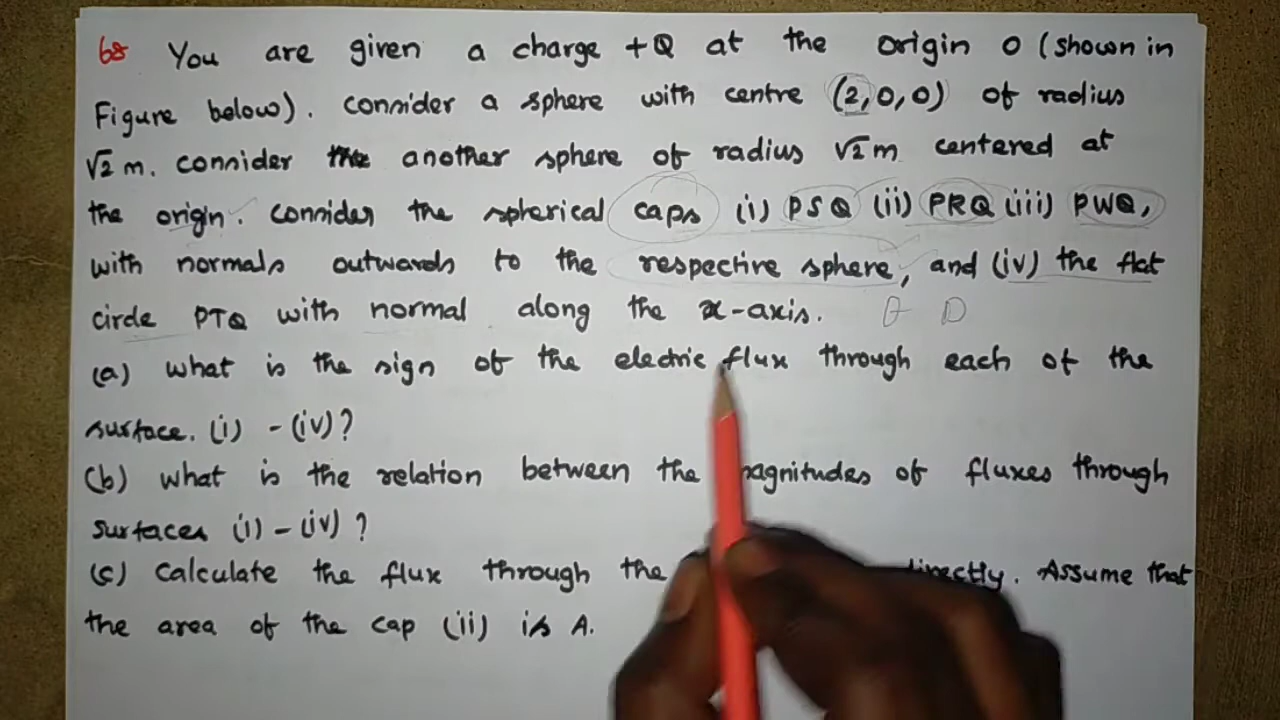 68 You are given a charge +Q at the origin O (shown in
Figure below). consider a sphere with centre (2,0,0) of radius
√2 m. consider another sphere of radius √2 m centered at
the origin. Consider the spherical caps (i) PSQ (ii) PRQ (iii) PWQ,
with normals outwards to the respective sphere, and (iv) the flat
circle PTQ with normal along the x-axis.
(a) what is the sign of the electric flux through each of the
surface. (i) - (iv)?
(b) what is the relation between the magnitudes of fluxes through
surfaces (i) - (iv)?
(c) calculate the flux through the directly. Assume that
the area of the cap (ii) is A.